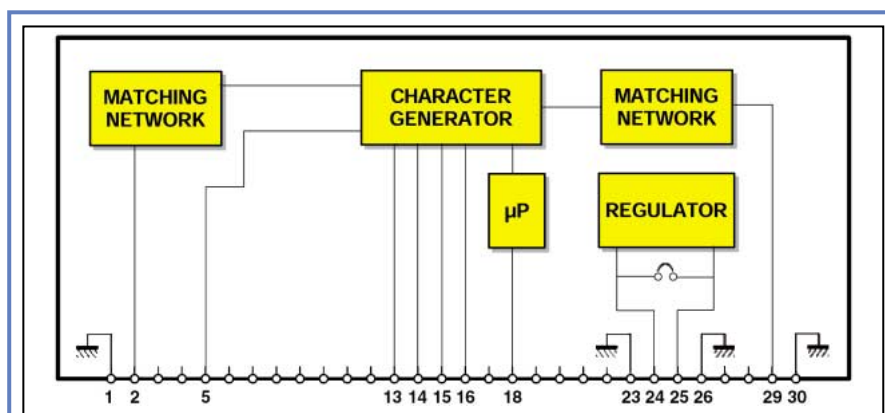 MATCHING
NETWORK
CHARACTER
GENERATOR
MATCHING
NETWORK
µP
REGULATOR
1 2 5 13 14 15 16 18 23 24 25 26 29 30